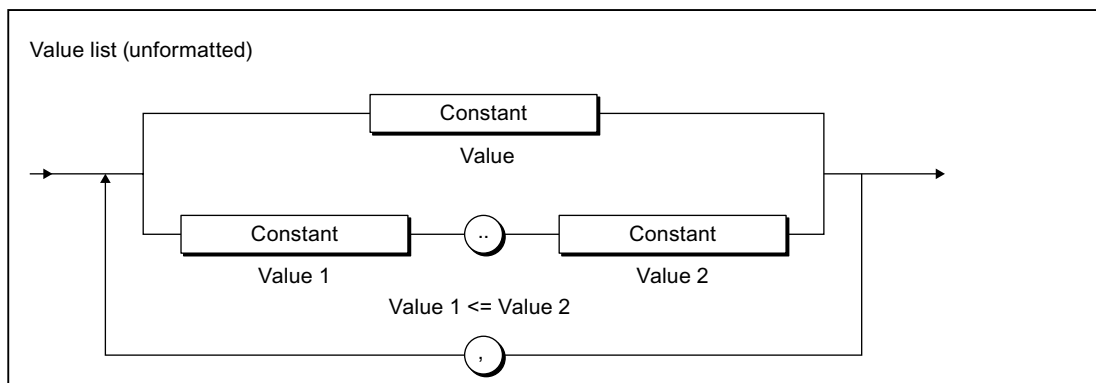 Value list (unformatted)
Constant
Value
Constant .. Constant
Value 1 Value 2
Value 1 <= Value 2
,